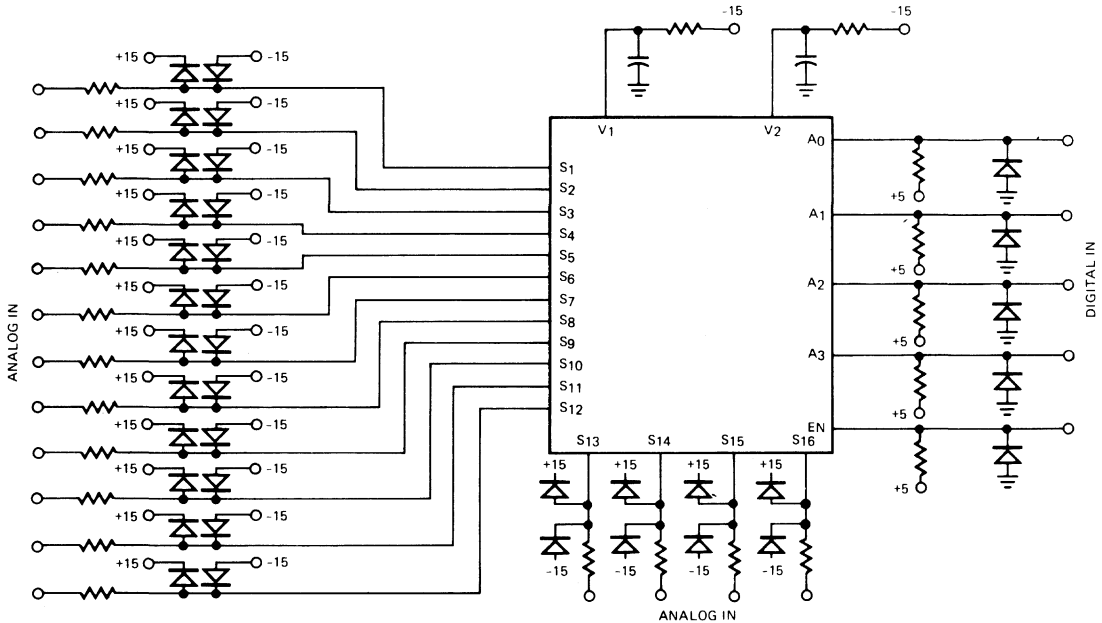 -15 -15
+15 -15
+15 -15
+15 -15
+15 -15
+15 -15
+15 -15
+15 -15
+15 -15
+15 -15
+15 -15
+15 -15
+15 -15
ANALOG IN
V1 V2
S1
S2
S3
S4
S5
S6
S7
S8
S9
S10
S11
S12
S13 S14 S15 S16
A0
A1
A2
A3
EN
+5
+5
+5
+5
+5
DIGITAL IN
+15 +15 +15 +15
-15 -15 -15 -15
ANALOG IN